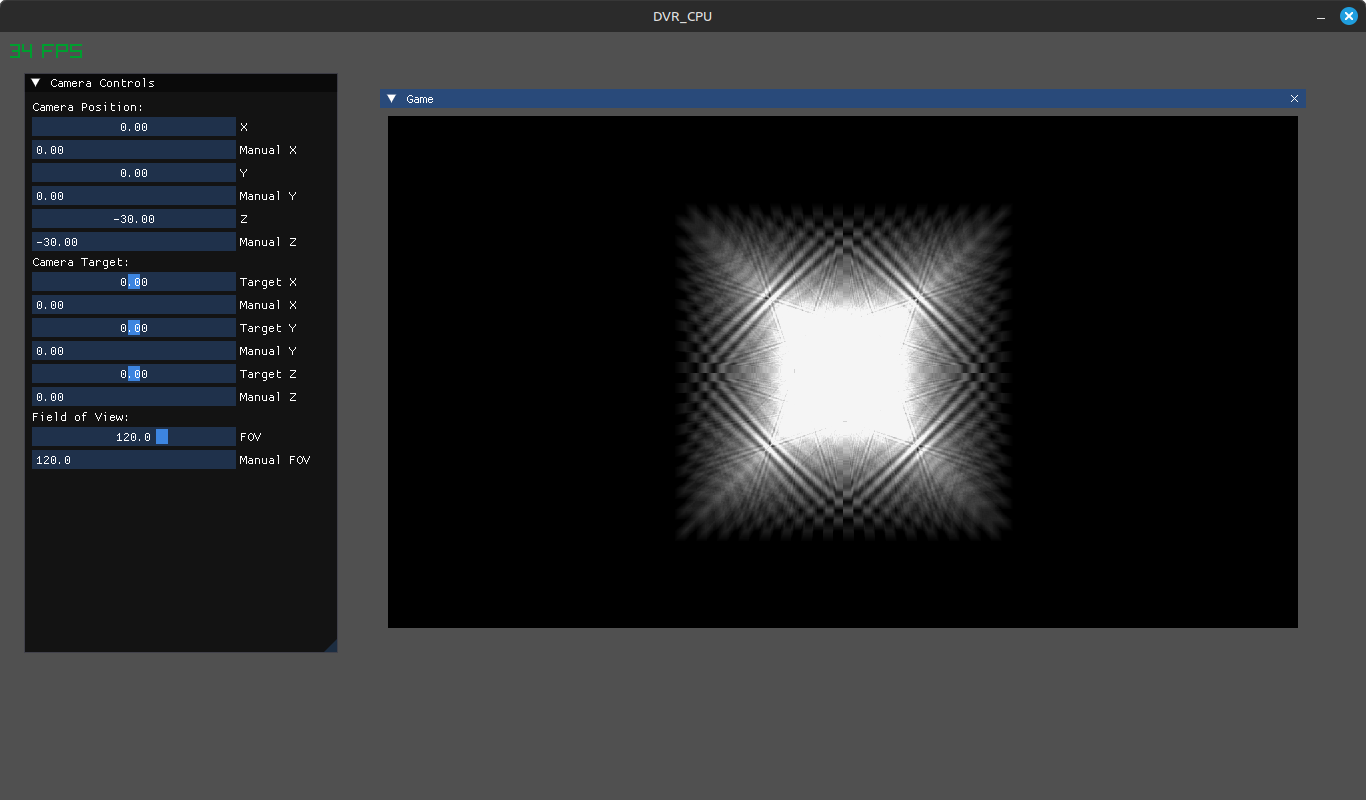 DVR_CPU
34 FPS
Camera Controls
Camera Position:
0.00 X
0.00 Manual X
0.00 Y
0.00 Manual Y
-30.00 Z
-30.00 Manual Z
Camera Target:
0.00 Target X
0.00 Manual X
0.00 Target Y
0.00 Manual Y
0.00 Target Z
0.00 Manual Z
Field of View:
120.0 FOV
120.0 Manual FOV
Game